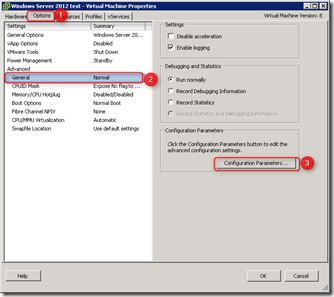 Windows Server 2012 test - Virtual Machine Properties
Hardware Options 1 Resources Profiles vServices Virtual Machine Version: 8
Settings Summary
General Options Windows Server 20...
vApp Options Disabled
VMware Tools Shut Down
Power Management Standby
Advanced
General Normal 2
CPUID Mask Expose Nx flag to ...
Memory/CPU Hotplug Disabled/Disabled
Boot Options Normal Boot
Fibre Channel NPIV None
CPU/MMU Virtualization Automatic
Swapfile Location Use default settings
Settings
Disable acceleration
Enable logging
Debugging and Statistics
Run normally
Record Debugging Information
Record Statistics
Record Statistics and Debugging Information
Configuration Parameters
Click the Configuration Parameters button to edit the
advanced configuration settings.
Configuration Parameters... 3
Help OK Cancel